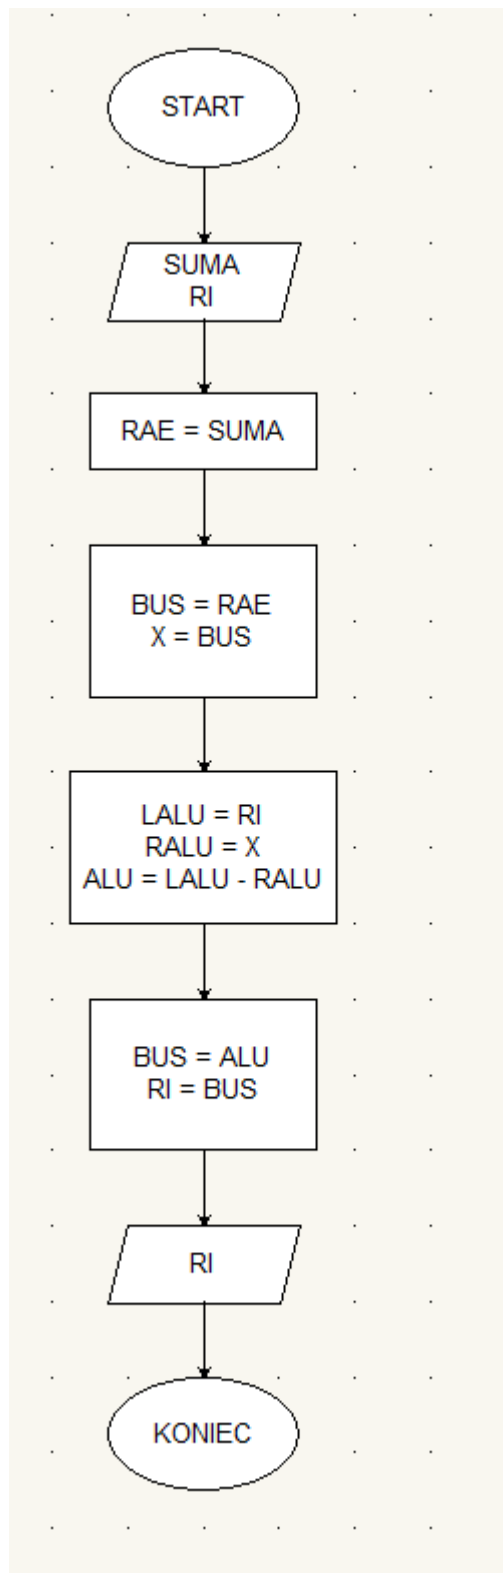 START
SUMA
RI
RAE = SUMA
BUS = RAE
X = BUS
LALU = RI
RALU = X
ALU = LALU - RALU
BUS = ALU
RI = BUS
RI
KONIEC